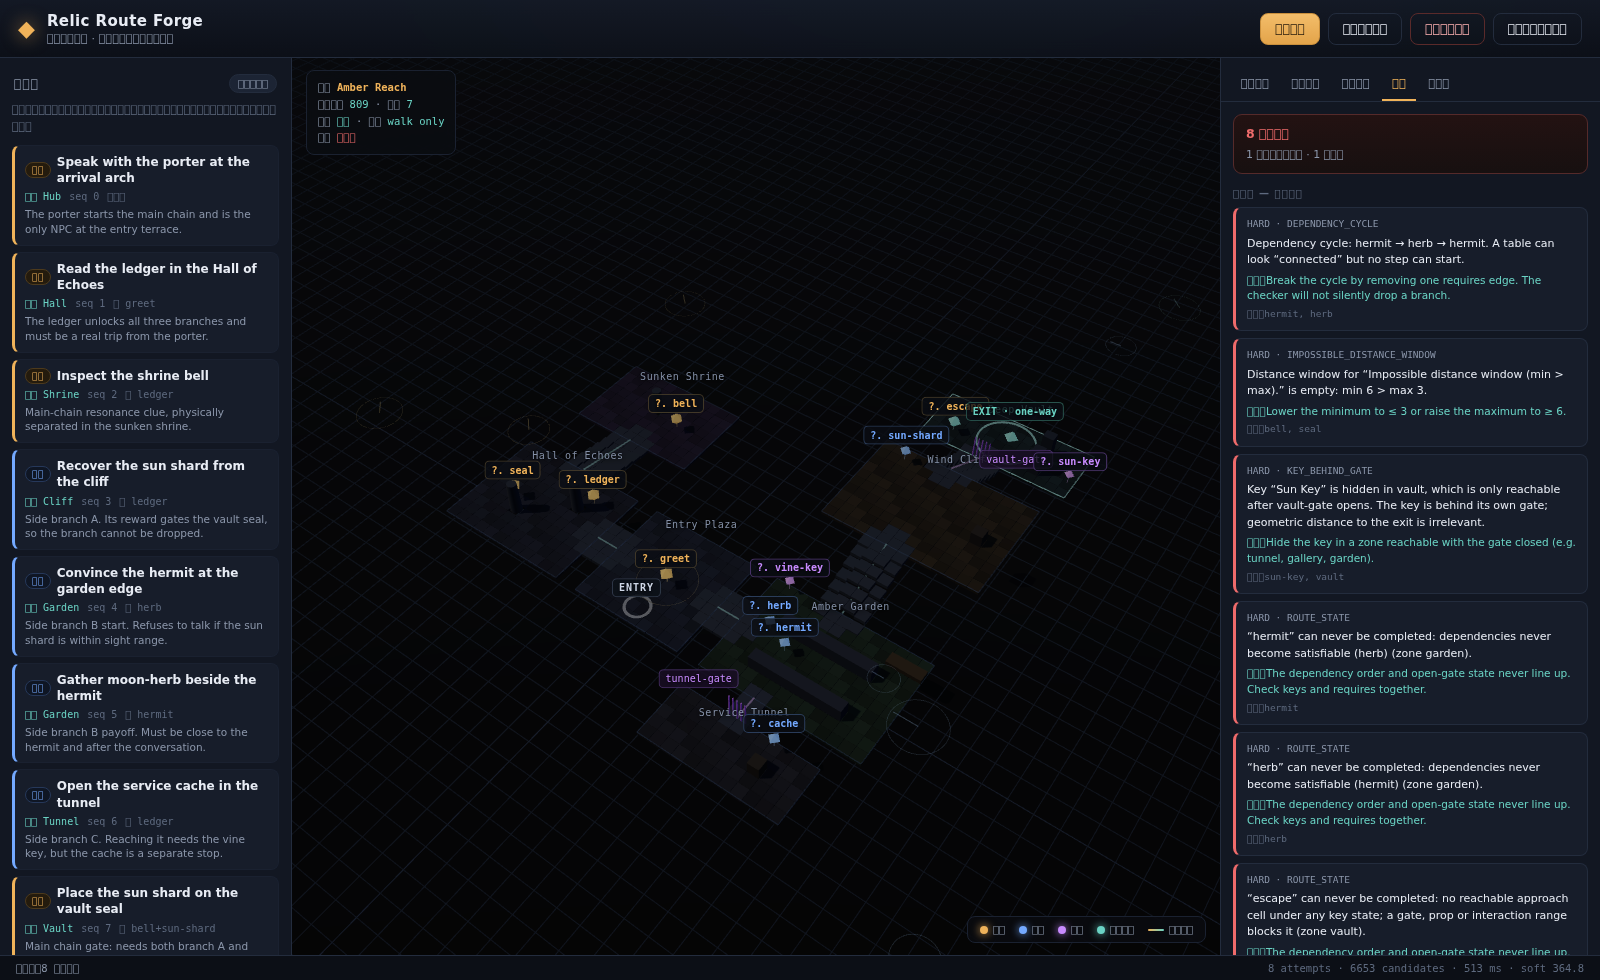 Relic Route Forge
Speak with the porter at the
arrival arch
Hub seq 0
The porter starts the main chain and is the
only NPC at the entry terrace.
Read the ledger in the Hall of
Echoes
Hall seq 1 greet
The ledger unlocks all three branches and
must be a real trip from the porter.
Inspect the shrine bell
Shrine seq 2 ledger
Main-chain resonance clue, physically
separated in the sunken shrine.
Recover the sun shard from
the cliff
Cliff seq 3 ledger
Side branch A. Its reward gates the vault seal,
so the branch cannot be dropped.
Convince the hermit at the
garden edge
Garden seq 4 herb
Side branch B start. Refuses to talk if the sun
shard is within sight range.
Gather moon-herb beside the
hermit
Garden seq 5 hermit
Side branch B payoff. Must be close to the
hermit and after the conversation.
Open the service cache in the
tunnel
Tunnel seq 6 ledger
Side branch C. Reaching it needs the vine
key, but the cache is a separate stop.
Place the sun shard on the
vault seal
Vault seq 7 bell+sun-shard
Main chain gate: needs both branch A and
Amber Reach
809 · 7
· walk only
Sunken Shrine
?. bell
Hall of Echoes
?. seal
?. ledger
Entry Plaza
?. greet
ENTRY
?. vine-key
?. herb
Amber Garden
?. hermit
tunnel-gate
Service Tunnel
?. cache
EXIT · one-way
?. sun-shard
vault-ga
?. sun-key
8
1 · 1
HARD · DEPENDENCY_CYCLE
Dependency cycle: hermit → herb → hermit. A table can
look “connected” but no step can start.
Break the cycle by removing one requires edge. The
checker will not silently drop a branch.
hermit, herb
HARD · IMPOSSIBLE_DISTANCE_WINDOW
Distance window for “Impossible distance window (min >
max).” is empty: min 6 > max 3.
Lower the minimum to ≤ 3 or raise the maximum to ≥ 6.
bell, seal
HARD · KEY_BEHIND_GATE
Key “Sun Key” is hidden in vault, which is only reachable
after vault-gate opens. The key is behind its own gate;
geometric distance to the exit is irrelevant.
Hide the key in a zone reachable with the gate closed (e.g.
tunnel, gallery, garden).
sun-key, vault
HARD · ROUTE_STATE
“hermit” can never be completed: dependencies never
become satisfiable (herb) (zone garden).
The dependency order and open-gate state never line up.
Check keys and requires together.
hermit
HARD · ROUTE_STATE
“herb” can never be completed: dependencies never
become satisfiable (hermit) (zone garden).
The dependency order and open-gate state never line up.
Check keys and requires together.
herb
HARD · ROUTE_STATE
“escape” can never be completed: no reachable approach
cell under any key state; a gate, prop or interaction range
blocks it (zone vault).
The dependency order and open-gate state never line up.
8
8 attempts · 6653 candidates · 513 ms · soft 364.8